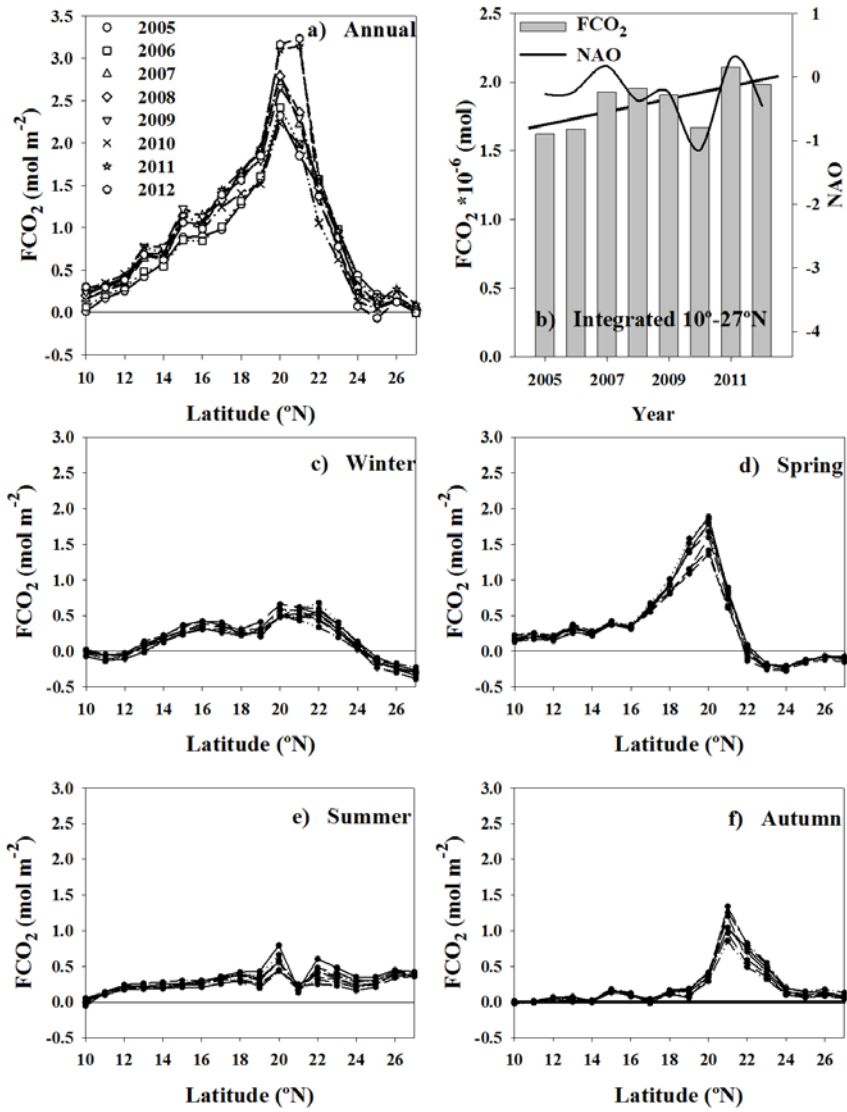 a) Annual
2005
2006
2007
2008
2009
2010
2011
2012
3.5
3.0
2.5
2.0
1.5
1.0
0.5
0.0
-0.5
FCO2 (mol m-2)
10 12 14 16 18 20 22 24 26
Latitude (ºN)
FCO2
NAO
2.5
2.0
1.5
1.0
0.5
0.0
FCO2 *10-6 (mol)
1
0
-1
-2
-3
-4
NAO
b) Integrated 10º-27ºN
2005 2007 2009 2011
Year
c) Winter
3.0
2.5
2.0
1.5
1.0
0.5
0.0
-0.5
FCO2 (mol m-2)
10 12 14 16 18 20 22 24 26
Latitude (ºN)
d) Spring
3.0
2.5
2.0
1.5
1.0
0.5
0.0
-0.5
FCO2 (mol m-2)
10 12 14 16 18 20 22 24 26
Latitude (ºN)
e) Summer
3.0
2.5
2.0
1.5
1.0
0.5
0.0
-0.5
FCO2 (mol m-2)
10 12 14 16 18 20 22 24 26
Latitude (ºN)
f) Autumn
3.0
2.5
2.0
1.5
1.0
0.5
0.0
-0.5
FCO2 (mol m-2)
10 12 14 16 18 20 22 24 26
Latitude (ºN)